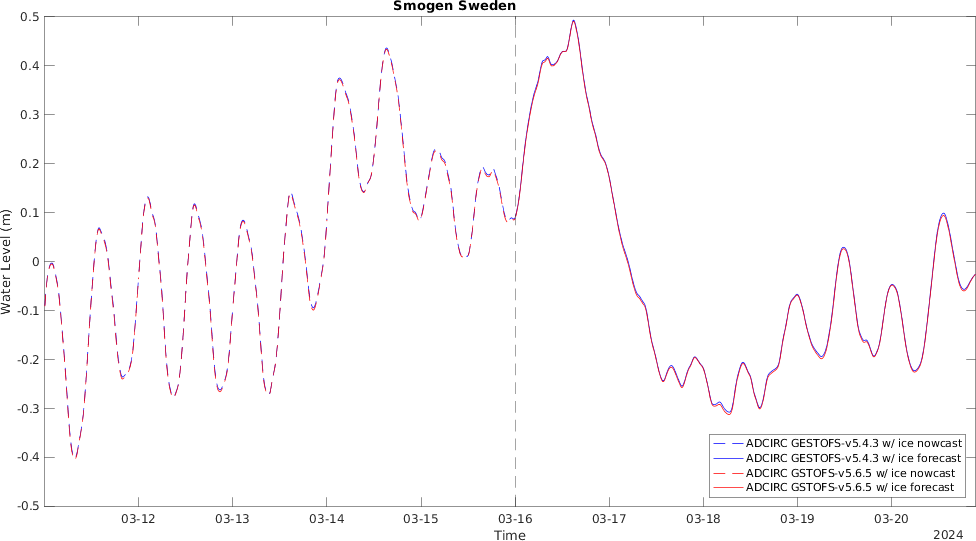 Smogen Sweden
0.5
0.4
0.3
0.2
0.1
0
-0.1
-0.2
-0.3
-0.4
-0.5
Water Level (m)
03-12 03-13 03-14 03-15 03-16 03-17 03-18 03-19 03-20
Time
2024
ADCIRC GESTOFS-v5.4.3 w/ ice nowcast
ADCIRC GESTOFS-v5.4.3 w/ ice forecast
ADCIRC GSTOFS-v5.6.5 w/ ice nowcast
ADCIRC GSTOFS-v5.6.5 w/ ice forecast